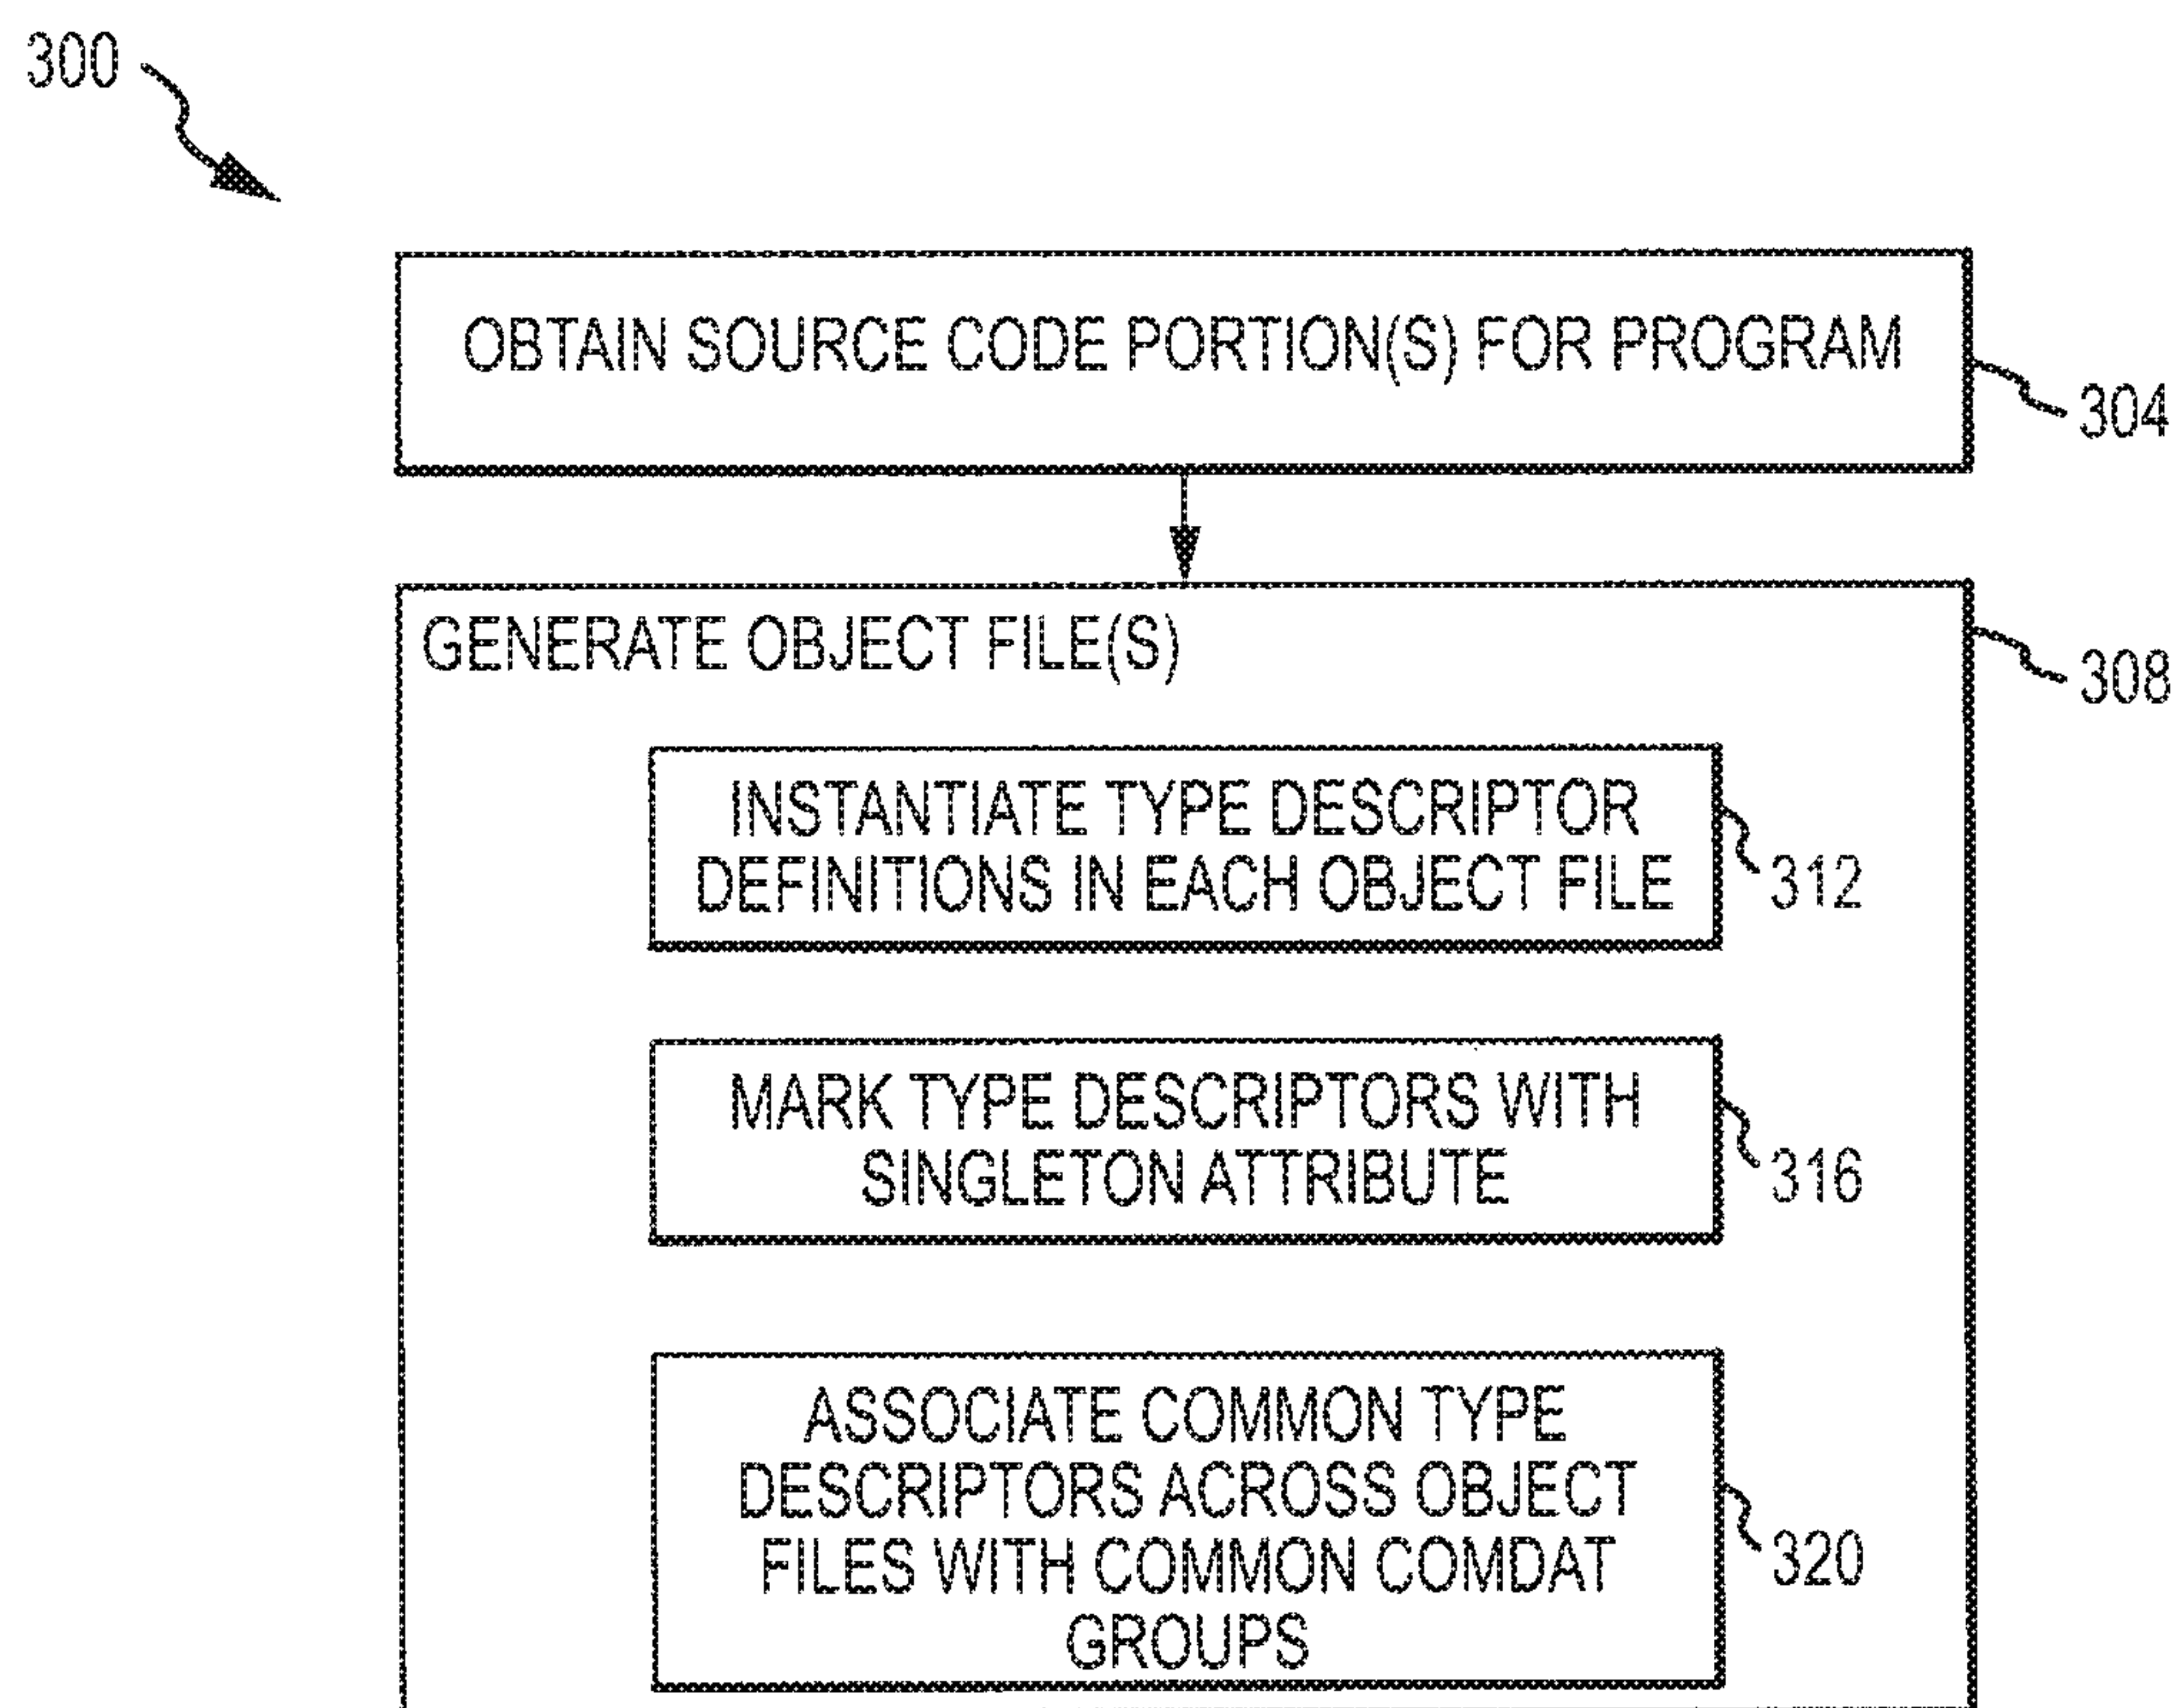 300
OBTAIN SOURCE CODE PORTION(S) FOR PROGRAM
304
GENERATE OBJECT FILE(S)
308
INSTANTIATE TYPE DESCRIPTOR
DEFINITIONS IN EACH OBJECT FILE
312
MARK TYPE DESCRIPTORS WITH
SINGLETON ATTRIBUTE
316
ASSOCIATE COMMON TYPE
DESCRIPTORS ACROSS OBJECT
FILES WITH COMMON COMDAT
GROUPS
320